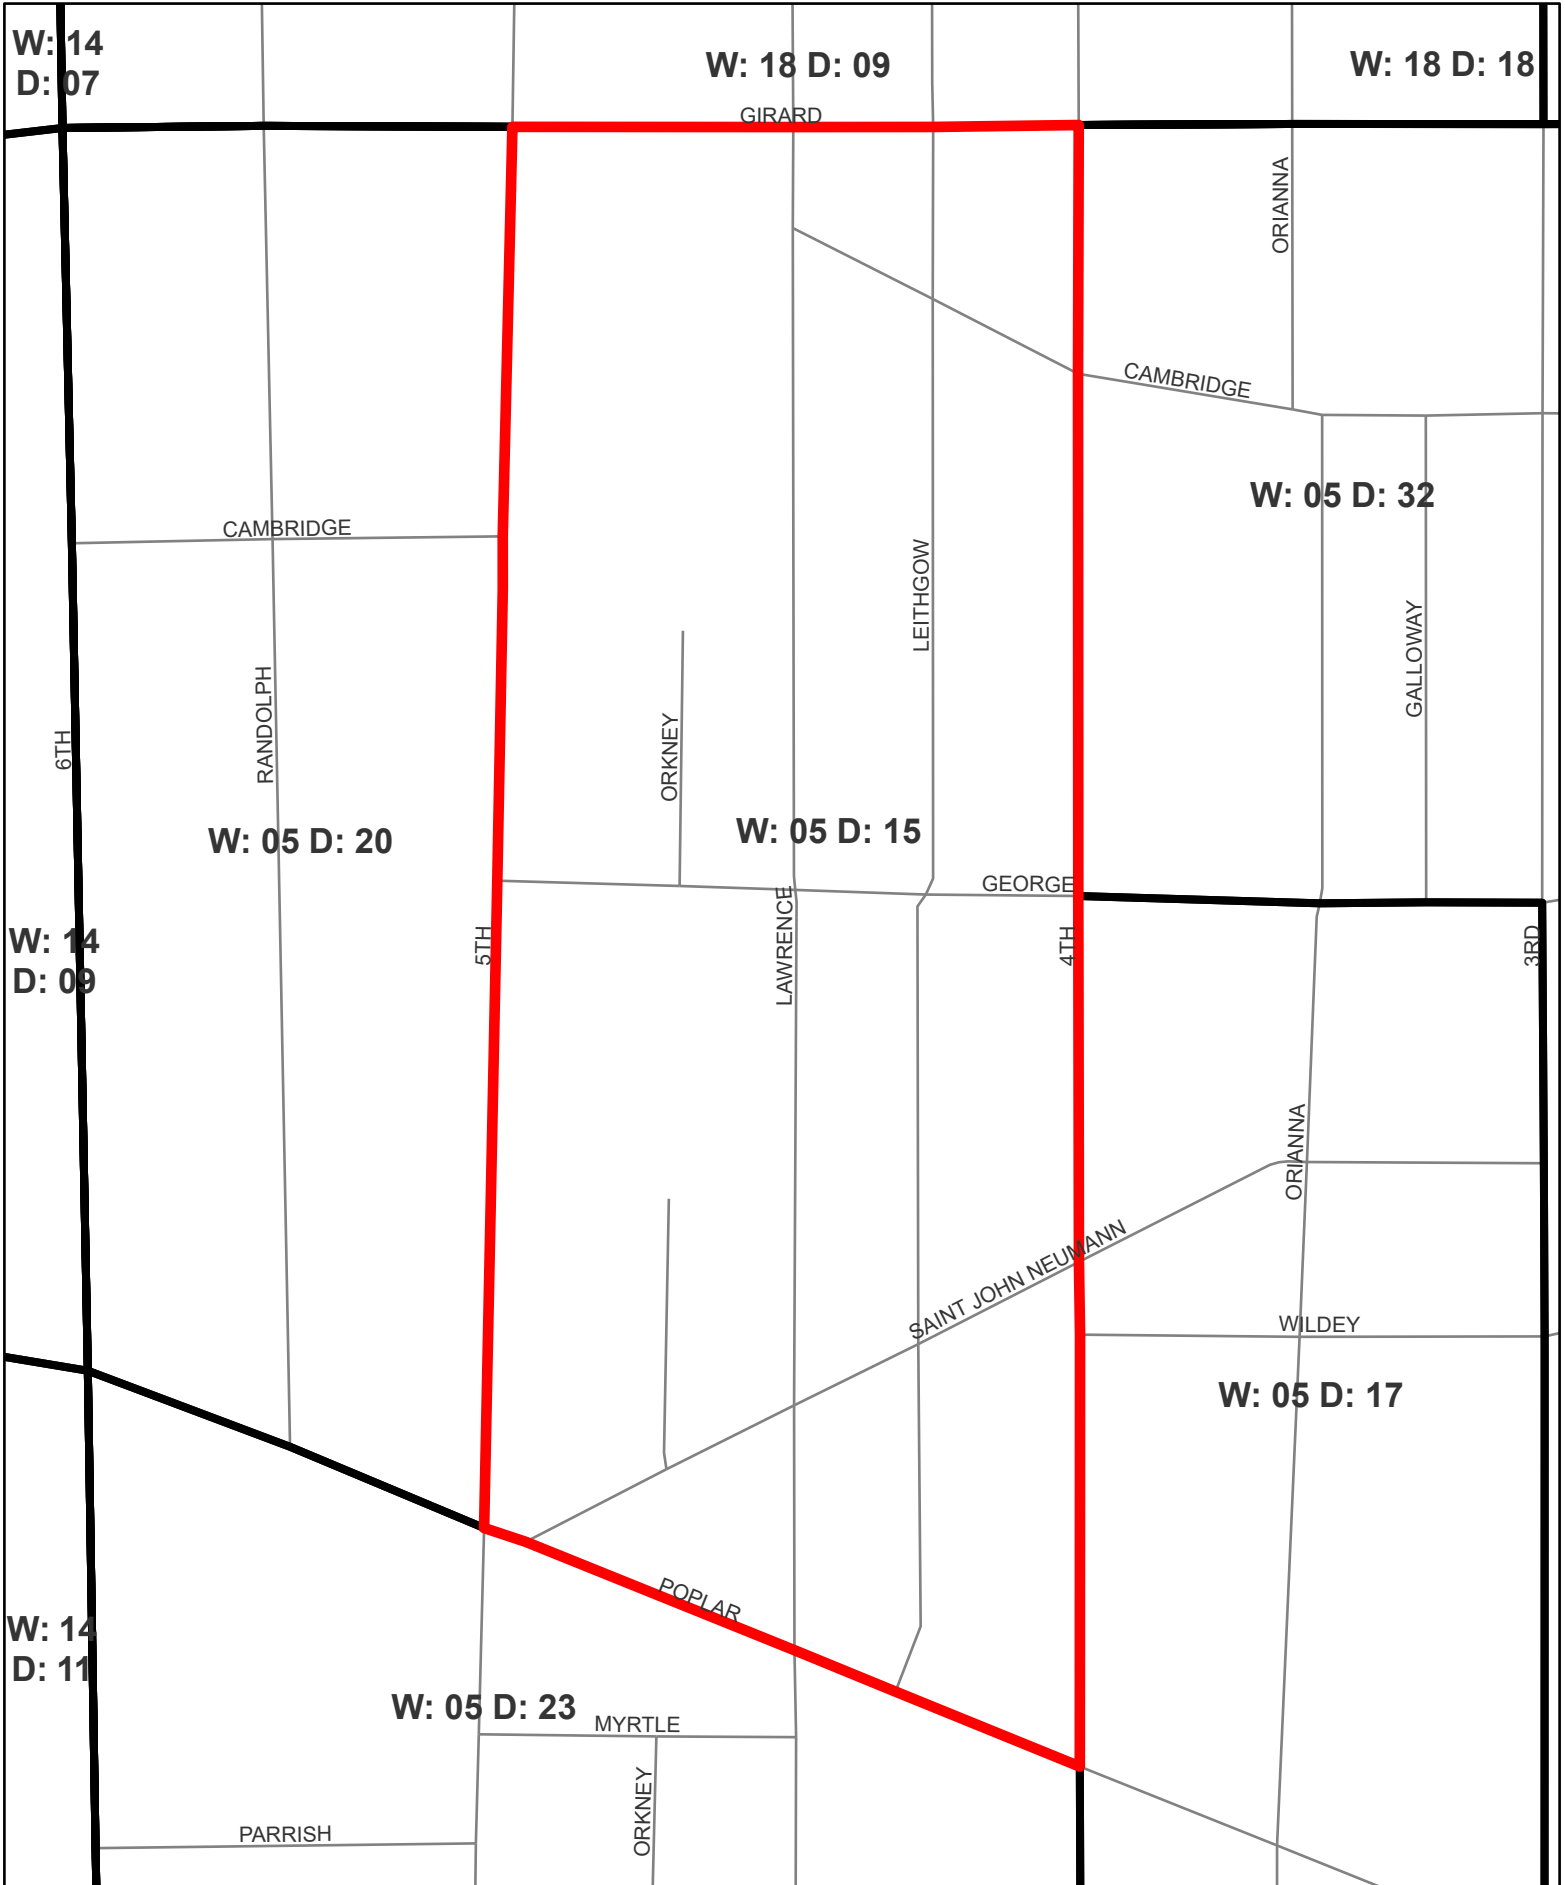 W: 14
D: 07
W: 18 D: 09
W: 18 D: 18
GIRARD
ORIANNA
CAMBRIDGE
W: 05 D: 32
CAMBRIDGE
LEITHGOW
GALLOWAY
RANDOLPH
ORKNEY
6TH
W: 05 D: 15
W: 05 D: 20
GEORGE
LAWRENCE
5TH
4TH
3RD
W: 14
D: 09
ORIANNA
SAINT JOHN NEUMANN
WILDEY
W: 05 D: 17
POPLAR
W: 14
D: 11
W: 05 D: 23
MYRTLE
ORKNEY
PARRISH